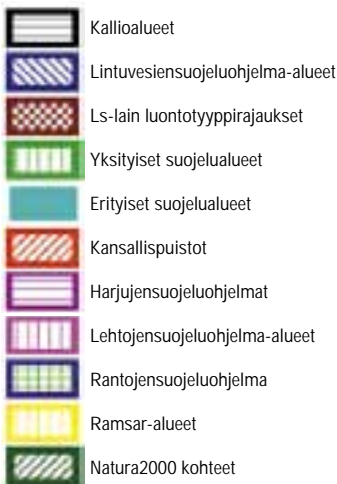 Kallioalueet
Lintuvesiensuojeluohjelma-alueet
Ls-lain luontotyyppirajaukset
Yksityiset suojelualueet
Erityiset suojelualueet
Kansallispuistot
Harjujensuojeluohjelmat
Lehtojensuojeluohjelma-alueet
Rantojensuojeluohjelma
Ramsar-alueet
Natura2000 kohteet